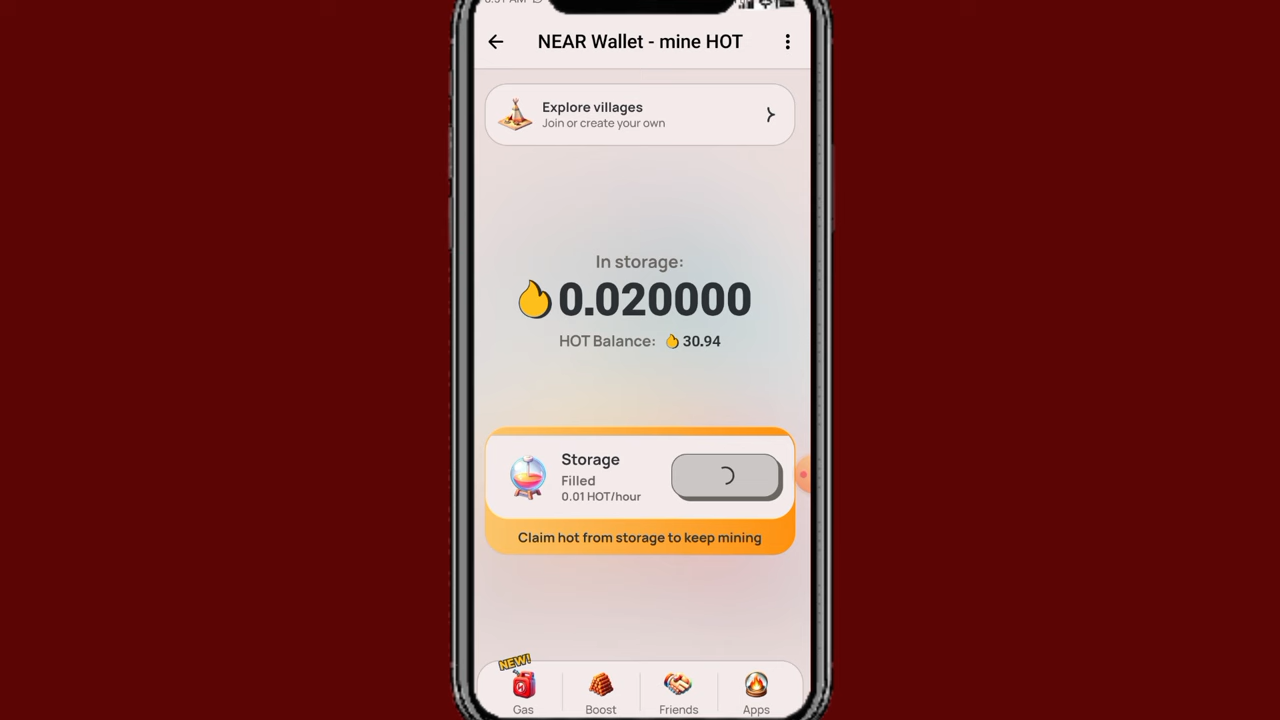 NEAR Wallet - mine HOT
Explore villages
Join or create your own
In storage:
0.020000
HOT Balance: 30.94
Storage
Filled
0.01 HOT/hour
Claim hot from storage to keep mining
NEW!
Gas
Boost
Friends
Apps